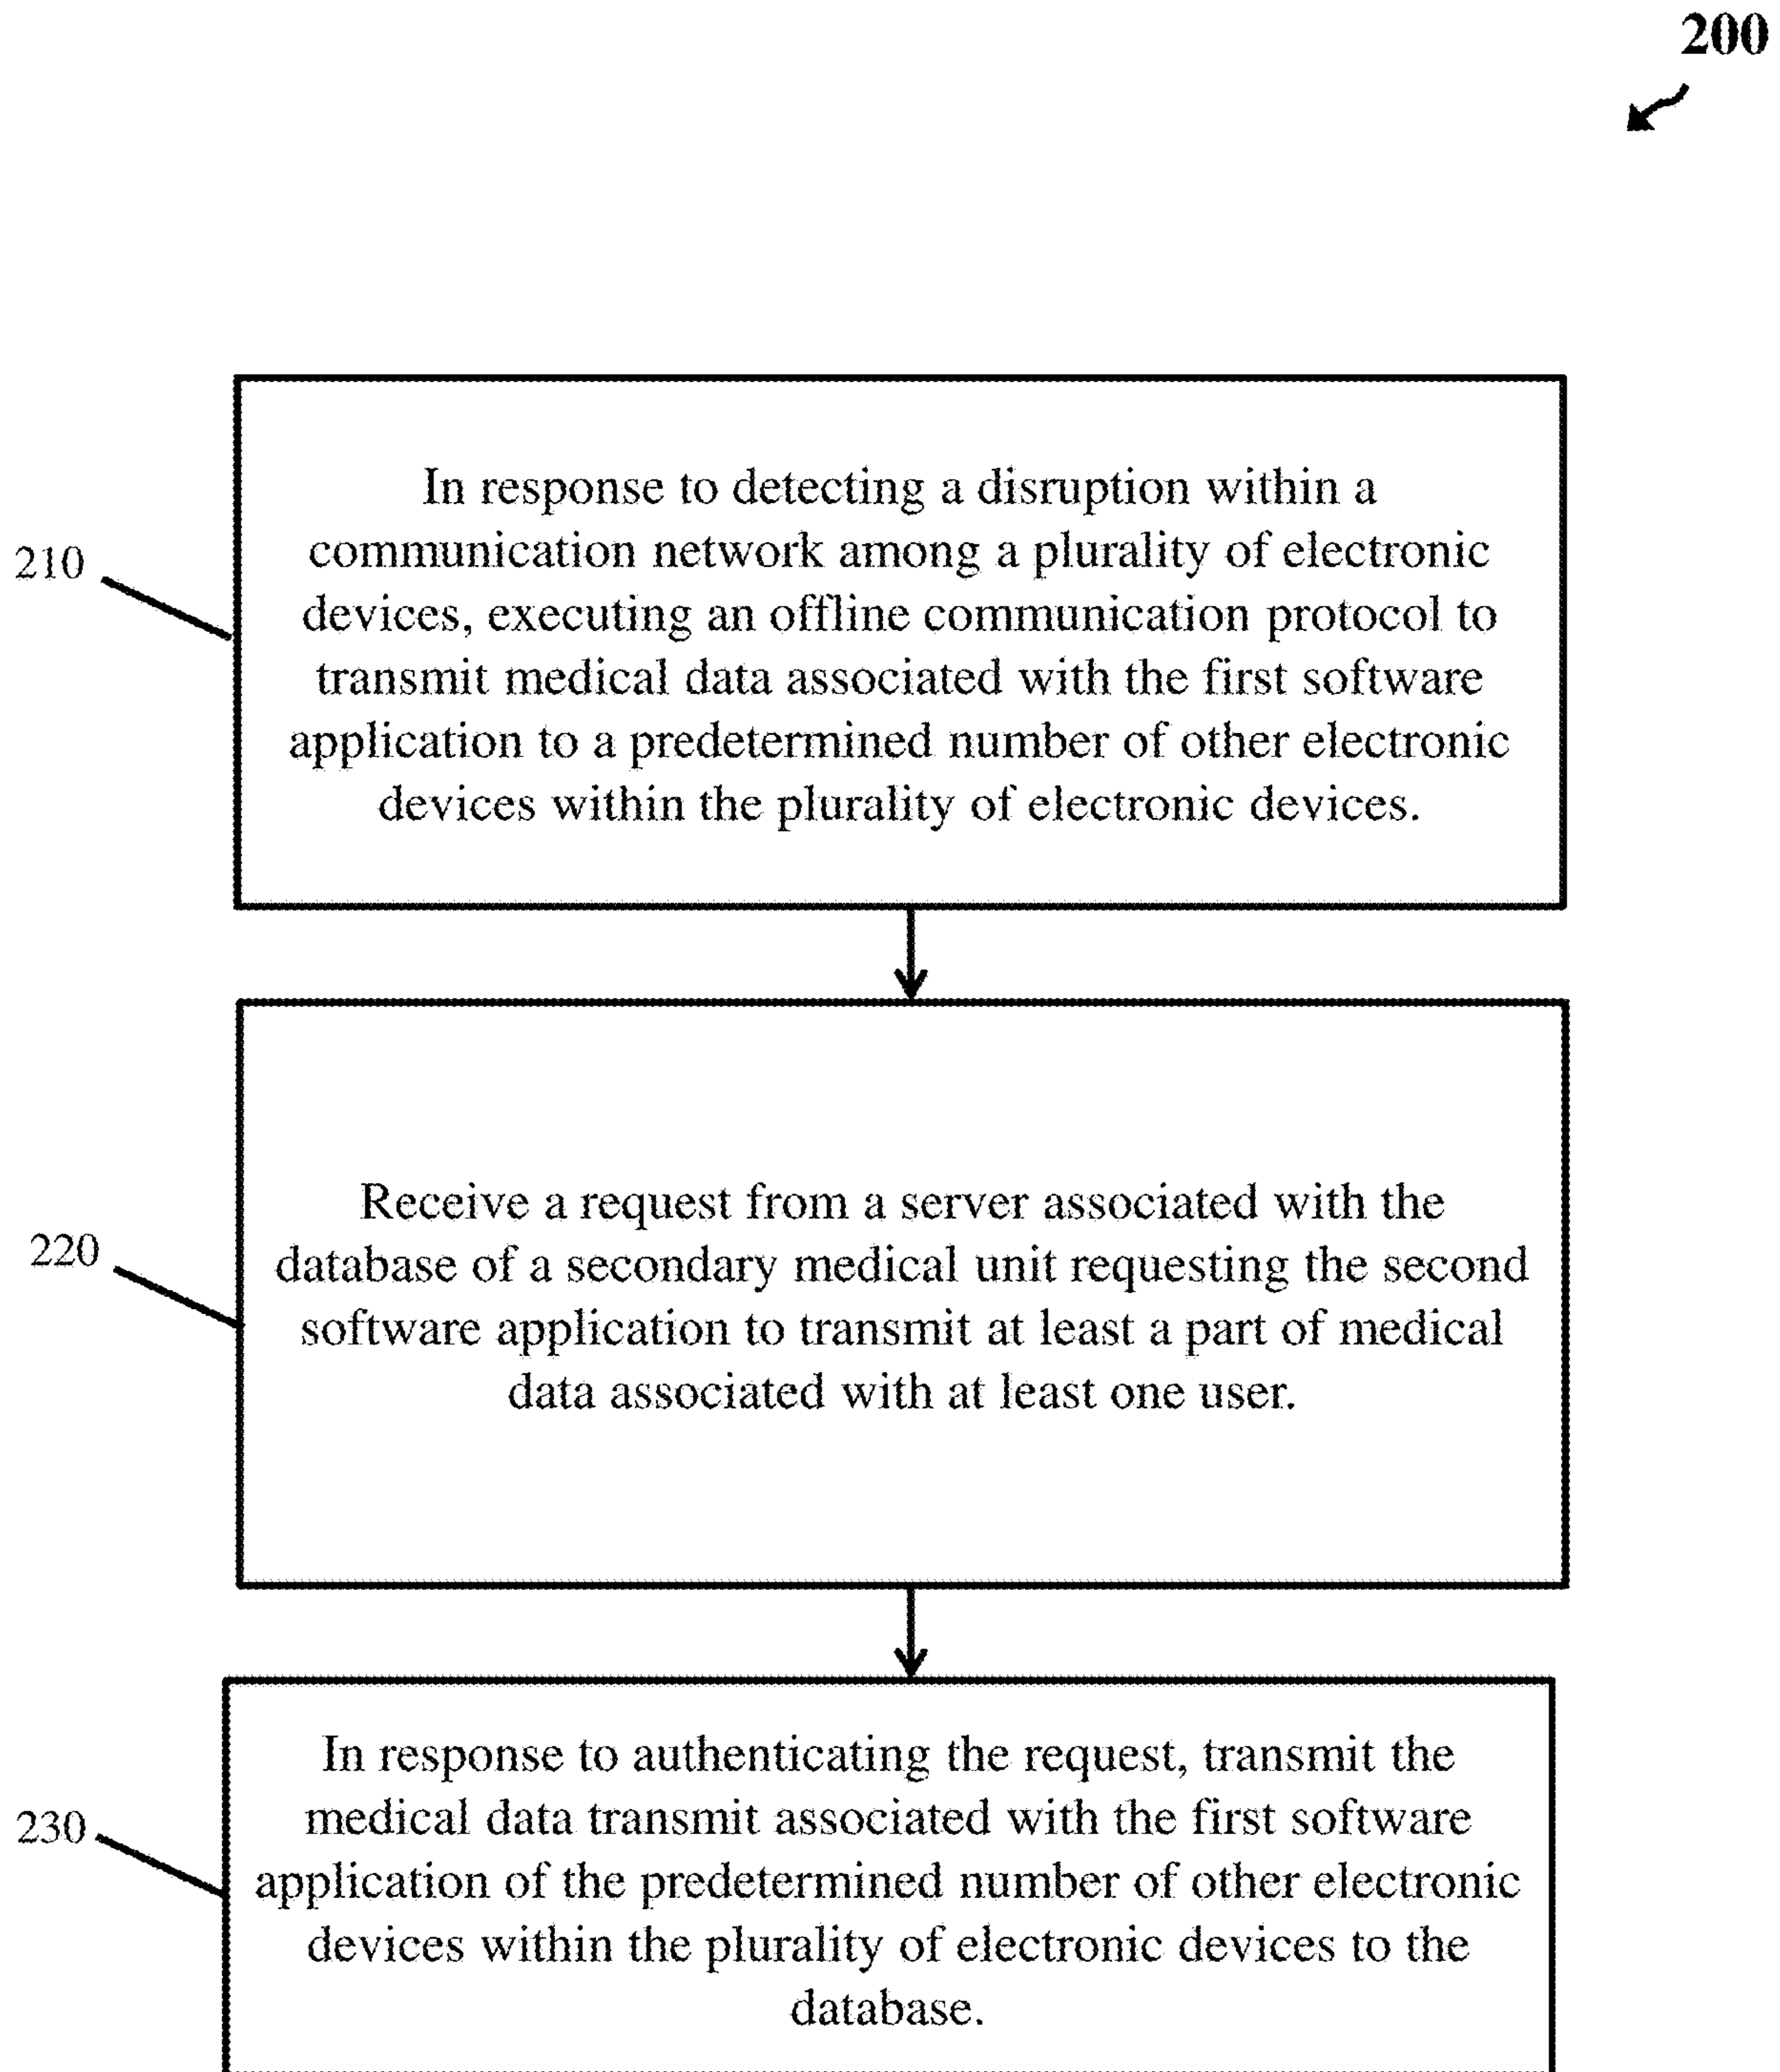 200
210
In response to detecting a disruption within a
communication network among a plurality of electronic
devices, executing an offline communication protocol to
transmit medical data associated with the first software
application to a predetermined number of other electronic
devices within the plurality of electronic devices.
220
Receive a request from a server associated with the
database of a secondary medical unit requesting the second
software application to transmit at least a part of medical
data associated with at least one user.
230
In response to authenticating the request, transmit the
medical data transmit associated with the first software
application of the predetermined number of other electronic
devices within the plurality of electronic devices to the
database.